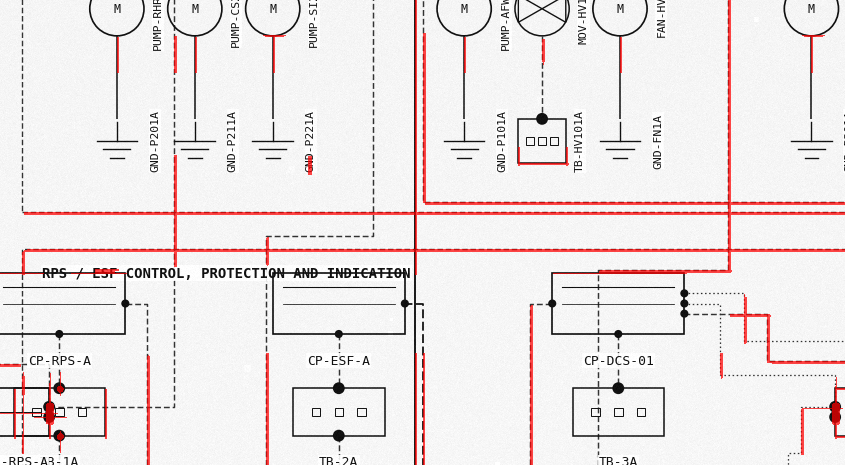 M
M
M
M
M
M
PUMP-RHR
PUMP-CS
PUMP-SI
PUMP-AFW
MOV-HV1
FAN-HV
GND-P201A
GND-P211A
GND-P221A
GND-P101A
TB-HV101A
GND-FN1A
RPS / ESF CONTROL, PROTECTION AND INDICATION
CP-RPS-A
CP-ESF-A
CP-DCS-01
TB-2A
TB-3A